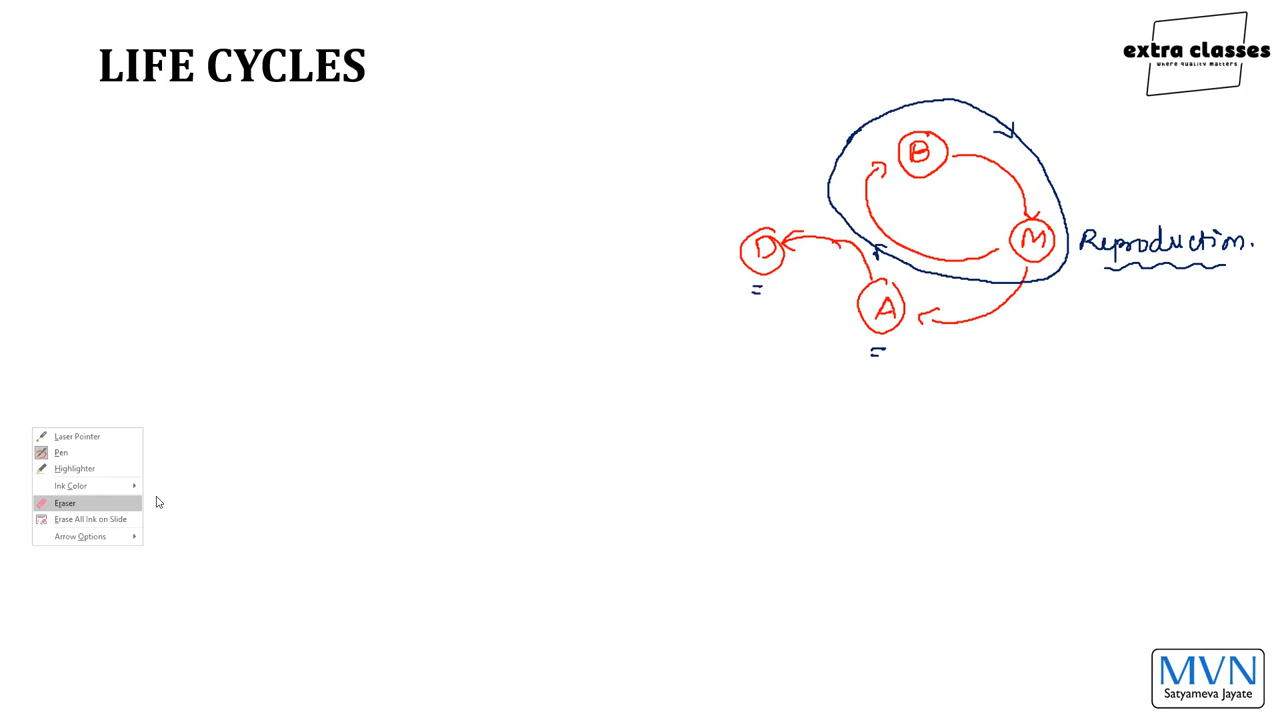 LIFE CYCLES
extra classes
where quality matters
B
M
Reproduction.
D
=
A
=
Laser Pointer
Pen
Highlighter
Ink Color
Eraser
Erase All Ink on Slide
Arrow Options
MVN
Satyameva Jayate